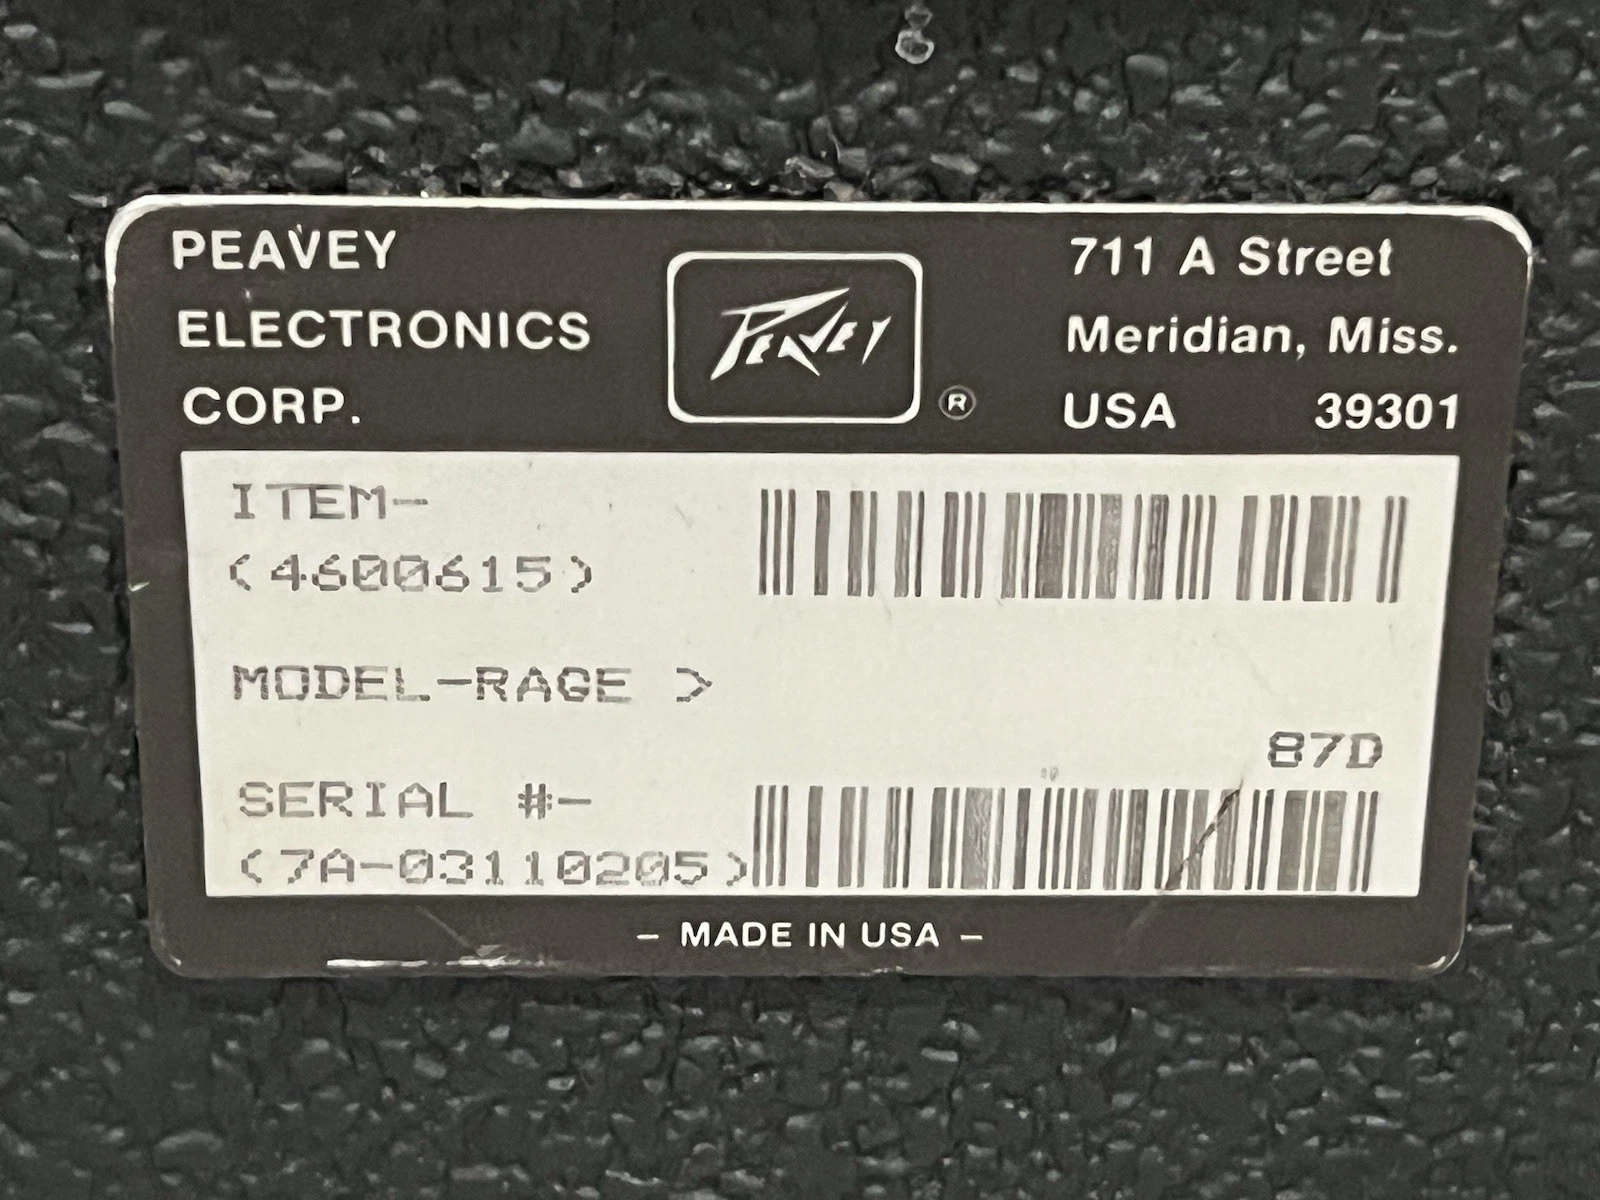 PEAVEY
ELECTRONICS
CORP.
PEAVEY
®
711 A Street
Meridian, Miss.
USA 39301
ITEM-
(4600615)
MODEL-RAGE >
87D
SERIAL #-
(7A-03110205)
- MADE IN USA -